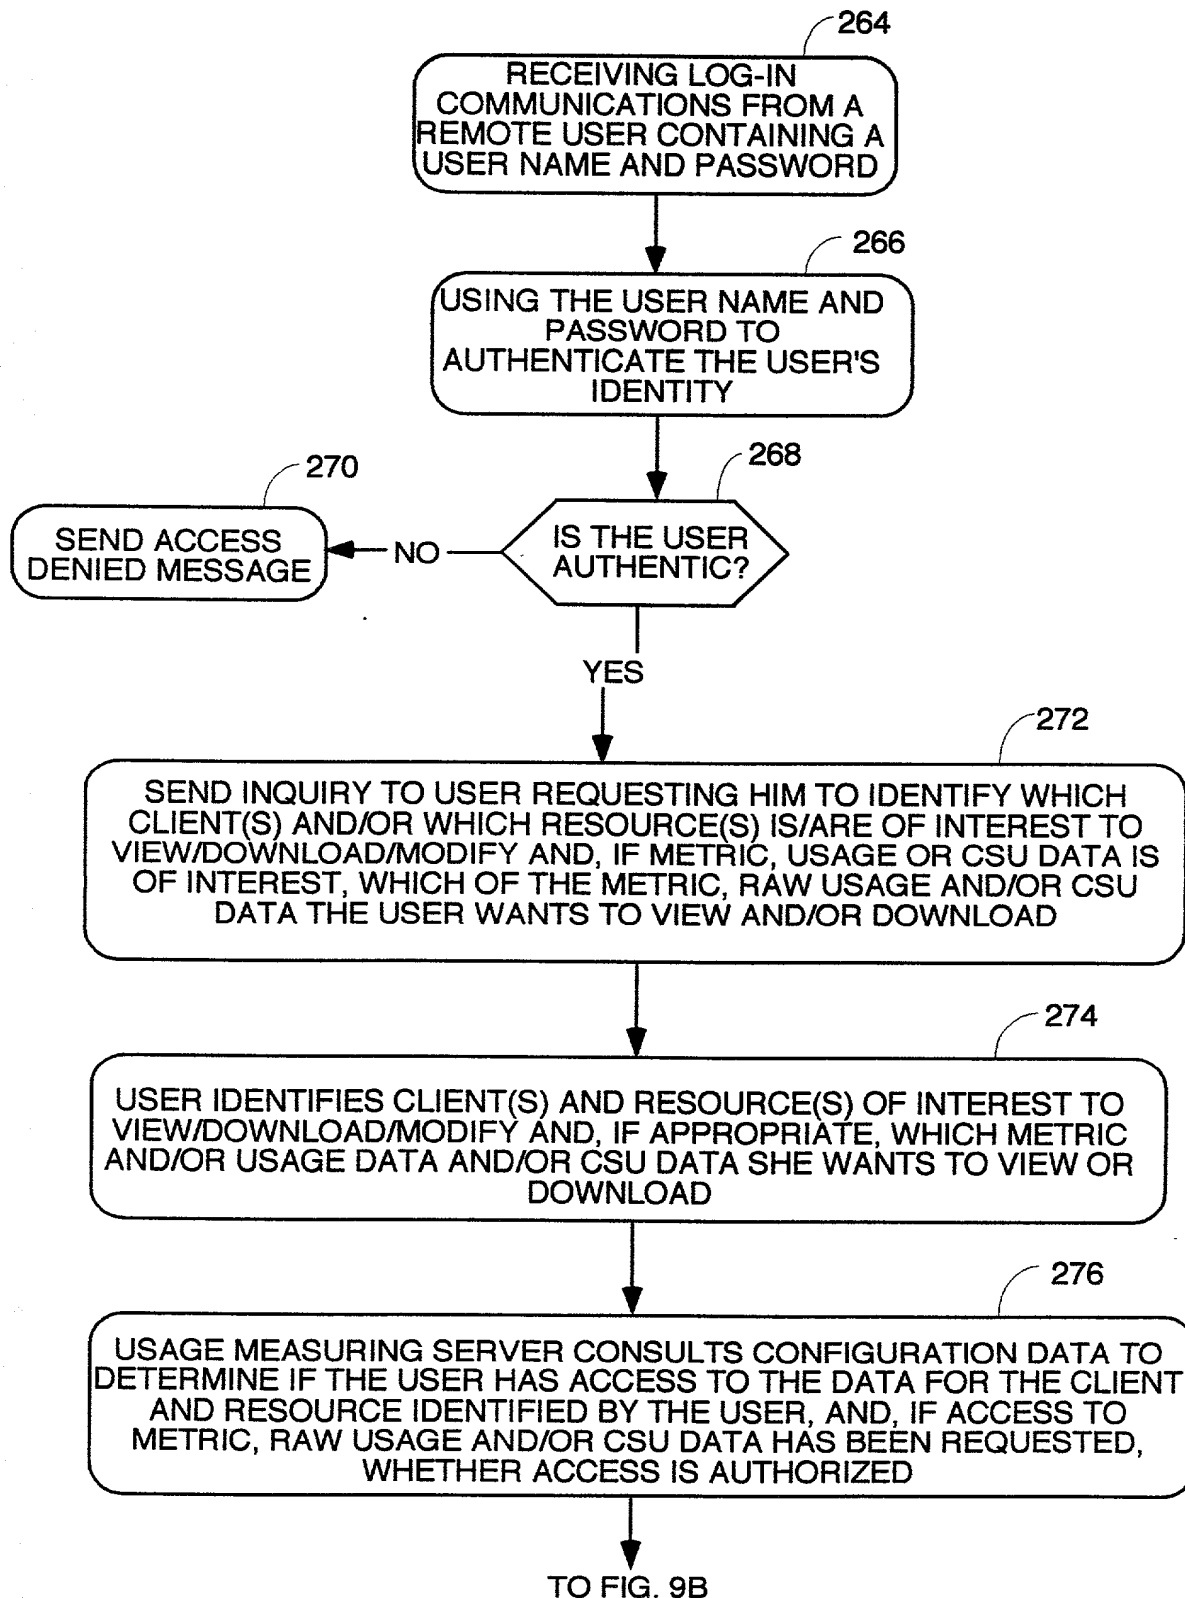 264
RECEIVING LOG-IN
COMMUNICATIONS FROM A
REMOTE USER CONTAINING A
USER NAME AND PASSWORD
266
USING THE USER NAME AND
PASSWORD TO
AUTHENTICATE THE USER'S
IDENTITY
268
270
IS THE USER
AUTHENTIC?
NO
SEND ACCESS
DENIED MESSAGE
YES
272
SEND INQUIRY TO USER REQUESTING HIM TO IDENTIFY WHICH
CLIENT(S) AND/OR WHICH RESOURCE(S) IS/ARE OF INTEREST TO
VIEW/DOWNLOAD/MODIFY AND, IF METRIC, USAGE OR CSU DATA IS
OF INTEREST, WHICH OF THE METRIC, RAW USAGE AND/OR CSU
DATA THE USER WANTS TO VIEW AND/OR DOWNLOAD
274
USER IDENTIFIES CLIENT(S) AND RESOURCE(S) OF INTEREST TO
VIEW/DOWNLOAD/MODIFY AND, IF APPROPRIATE, WHICH METRIC
AND/OR USAGE DATA AND/OR CSU DATA SHE WANTS TO VIEW OR
DOWNLOAD
276
USAGE MEASURING SERVER CONSULTS CONFIGURATION DATA TO
DETERMINE IF THE USER HAS ACCESS TO THE DATA FOR THE CLIENT
AND RESOURCE IDENTIFIED BY THE USER, AND, IF ACCESS TO
METRIC, RAW USAGE AND/OR CSU DATA HAS BEEN REQUESTED,
WHETHER ACCESS IS AUTHORIZED
TO FIG. 9B